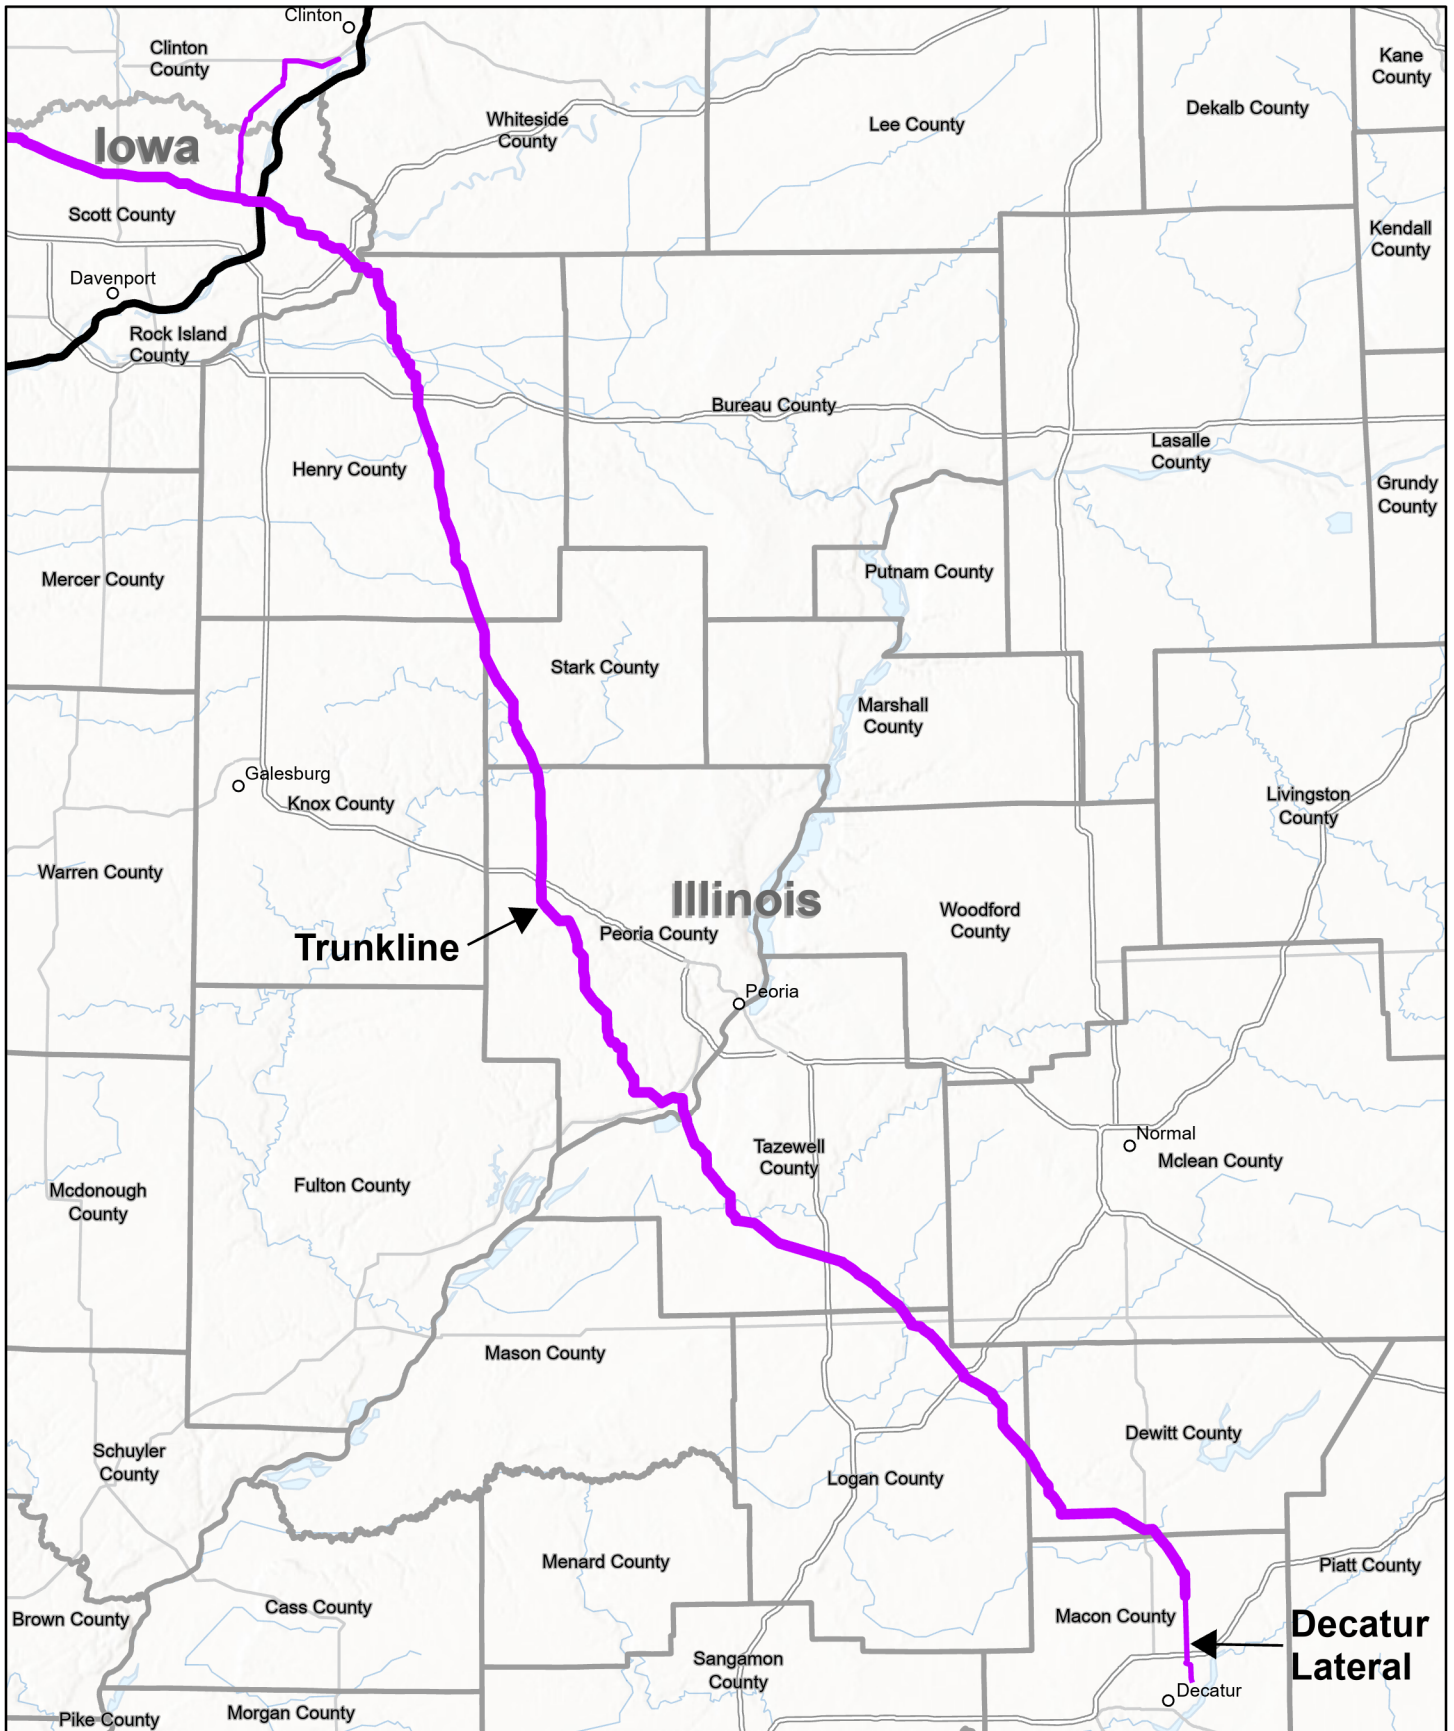 Clinton
Clinton
County
Kane
County
Dekalb County
Whiteside
County
Lee County
Iowa
Scott County
Kendall
County
Davenport
Rock Island
County
Bureau County
Lasalle
County
Henry County
Grundy
County
Mercer County
Putnam County
Stark County
Marshall
County
Galesburg
Knox County
Livingston
County
Warren County
Illinois
Woodford
County
Peoria County
Trunkline
Peoria
Normal
Tazewell
County
Mclean County
Mcdonough
County
Fulton County
Mason County
Dewitt County
Schuyler
County
Logan County
Menard County
Piatt County
Cass County
Brown County
Macon County
Decatur
Lateral
Sangamon
County
Decatur
Morgan County
Pike County